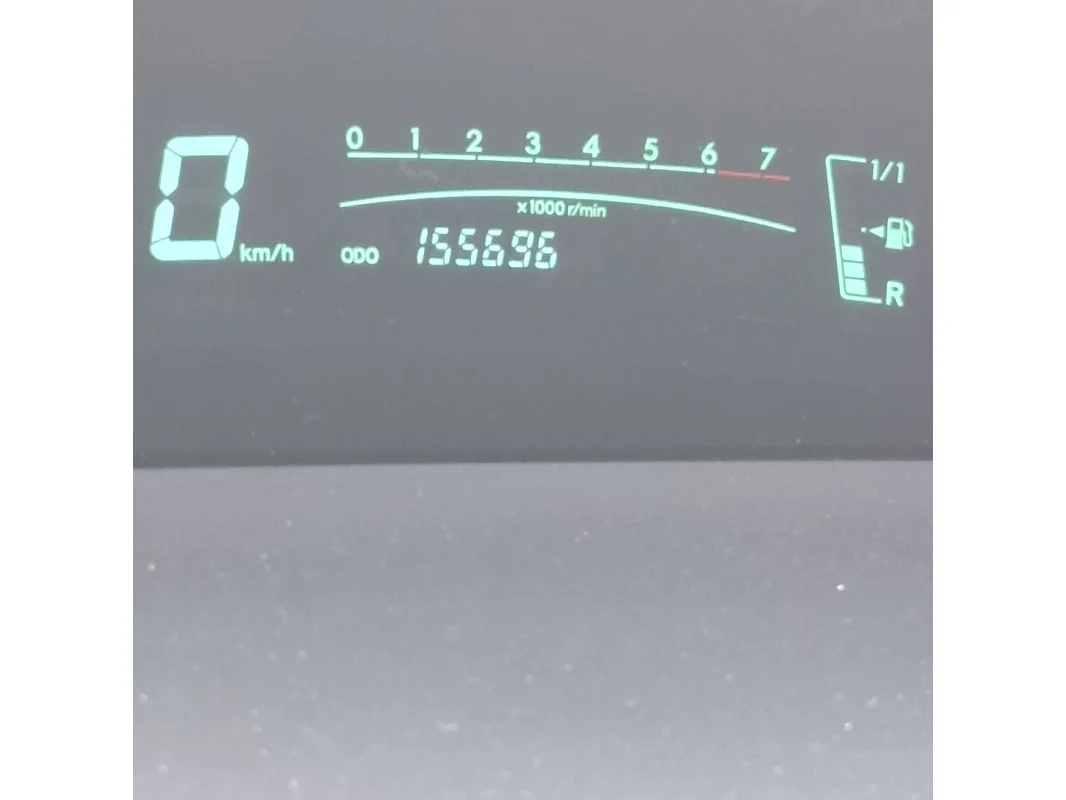 0 km/h
0 1 2 3 4 5 6 7
x1000 r/min
ODO 155696
1/1
R